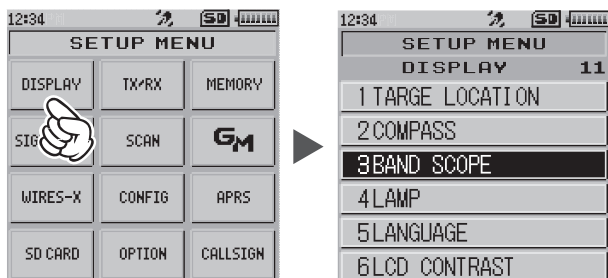 12:34 SD
SETUP MENU
DISPLAY TX/RX MEMORY
SIG SCAN GM
WIRES-X CONFIG APRS
SD CARD OPTION CALLSIGN
12:34 SD
SETUP MENU
DISPLAY 11
1 TARGE LOCATION
2 COMPASS
3 BAND SCOPE
4 LAMP
5 LANGUAGE
6 LCD CONTRAST